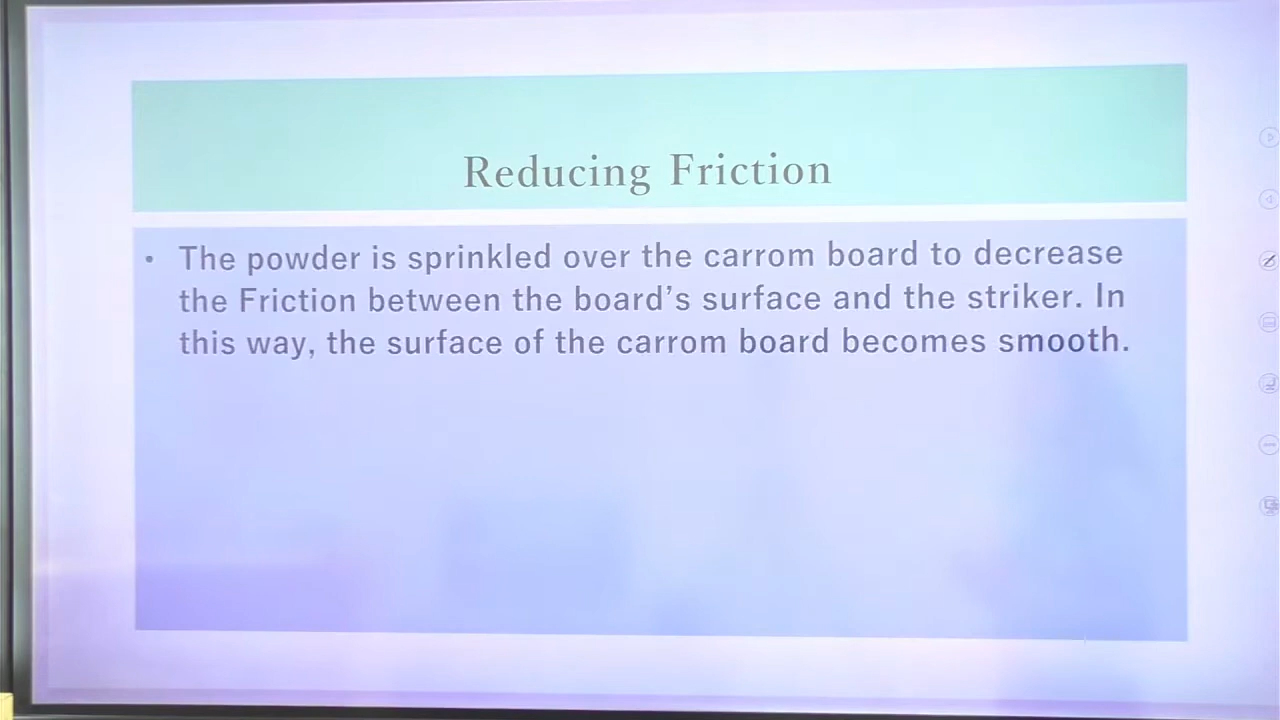 Reducing Friction
• The powder is sprinkled over the carrom board to decrease
the Friction between the board's surface and the striker. In
this way, the surface of the carrom board becomes smooth.